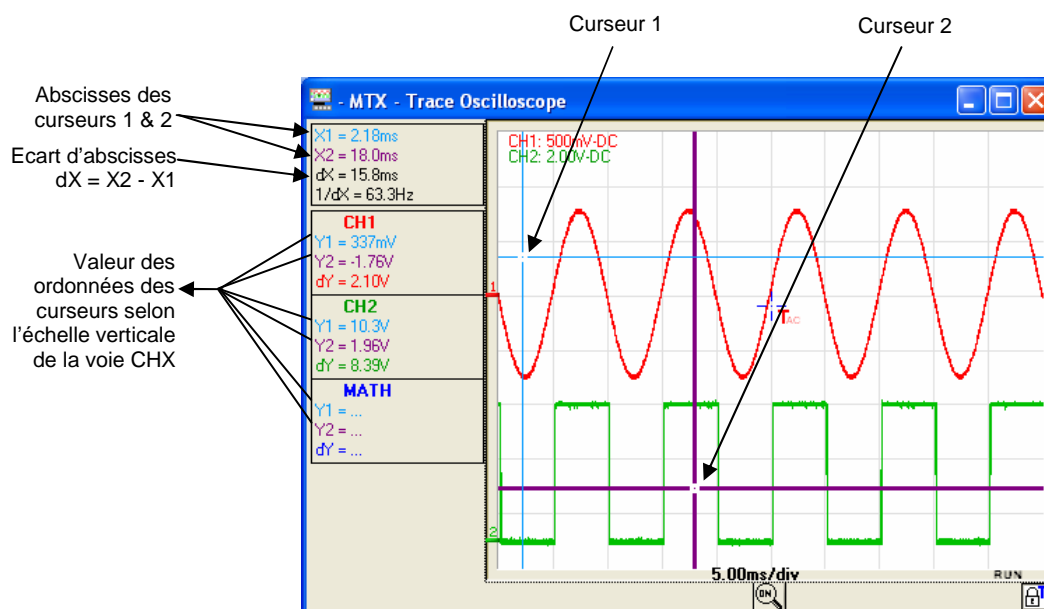 Curseur 1
Curseur 2
Abscisses des
curseurs 1 & 2
Ecart d'abscisses
dX = X2 - X1
Valeur des
ordonnées des
curseurs selon
l'échelle verticale
de la voie CHX
- MTX - Trace Oscilloscope
X1 = 2.18ms
X2 = 18.0ms
dX = 15.8ms
1/dX = 63.3Hz
CH1
Y1 = 337mV
Y2 = -1.76V
dY = 2.10V
CH2
Y1 = 10.3V
Y2 = 1.96V
dY = 8.39V
MATH
Y1 = ...
Y2 = ...
dY = ...
CH1: 500mV-DC
CH2: 2.00V-DC
1
TAC
2
5.00ms/div
RUN
ON
T